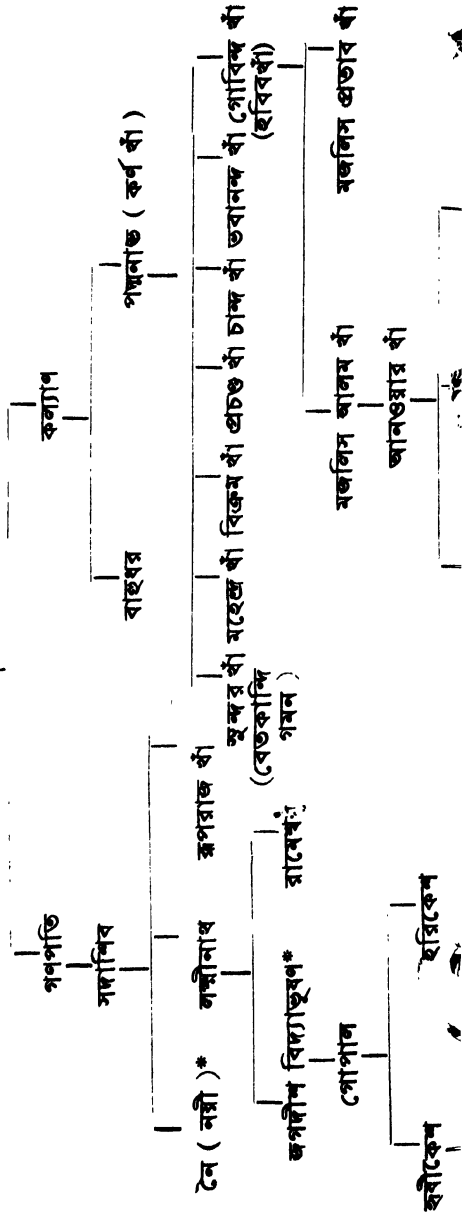 গণপতি কল্যাণ
সদাশিব বাহুধর পদ্মনাভ ( কর্ণ খাঁ )
নৈ ( নন্নী )* লক্ষ্মীনাথ রূপরাজ খাঁ
সুন্দর খাঁ মহেন্দ্র খাঁ বিক্রম খাঁ প্রচণ্ড খাঁ চান্দ খাঁ ভবানন্দ খাঁ গোবিন্দ খাঁ
(বেতকান্দি গমন ) (হবিবখাঁ)
জগদীশ বিদ্যাভূষণ* রামেশ্বর
গোপাল মজলিস আলম খাঁ মজলিস প্রতাব খাঁ
আনওয়ার খাঁ
হৃষীকেশ হরিকেশ